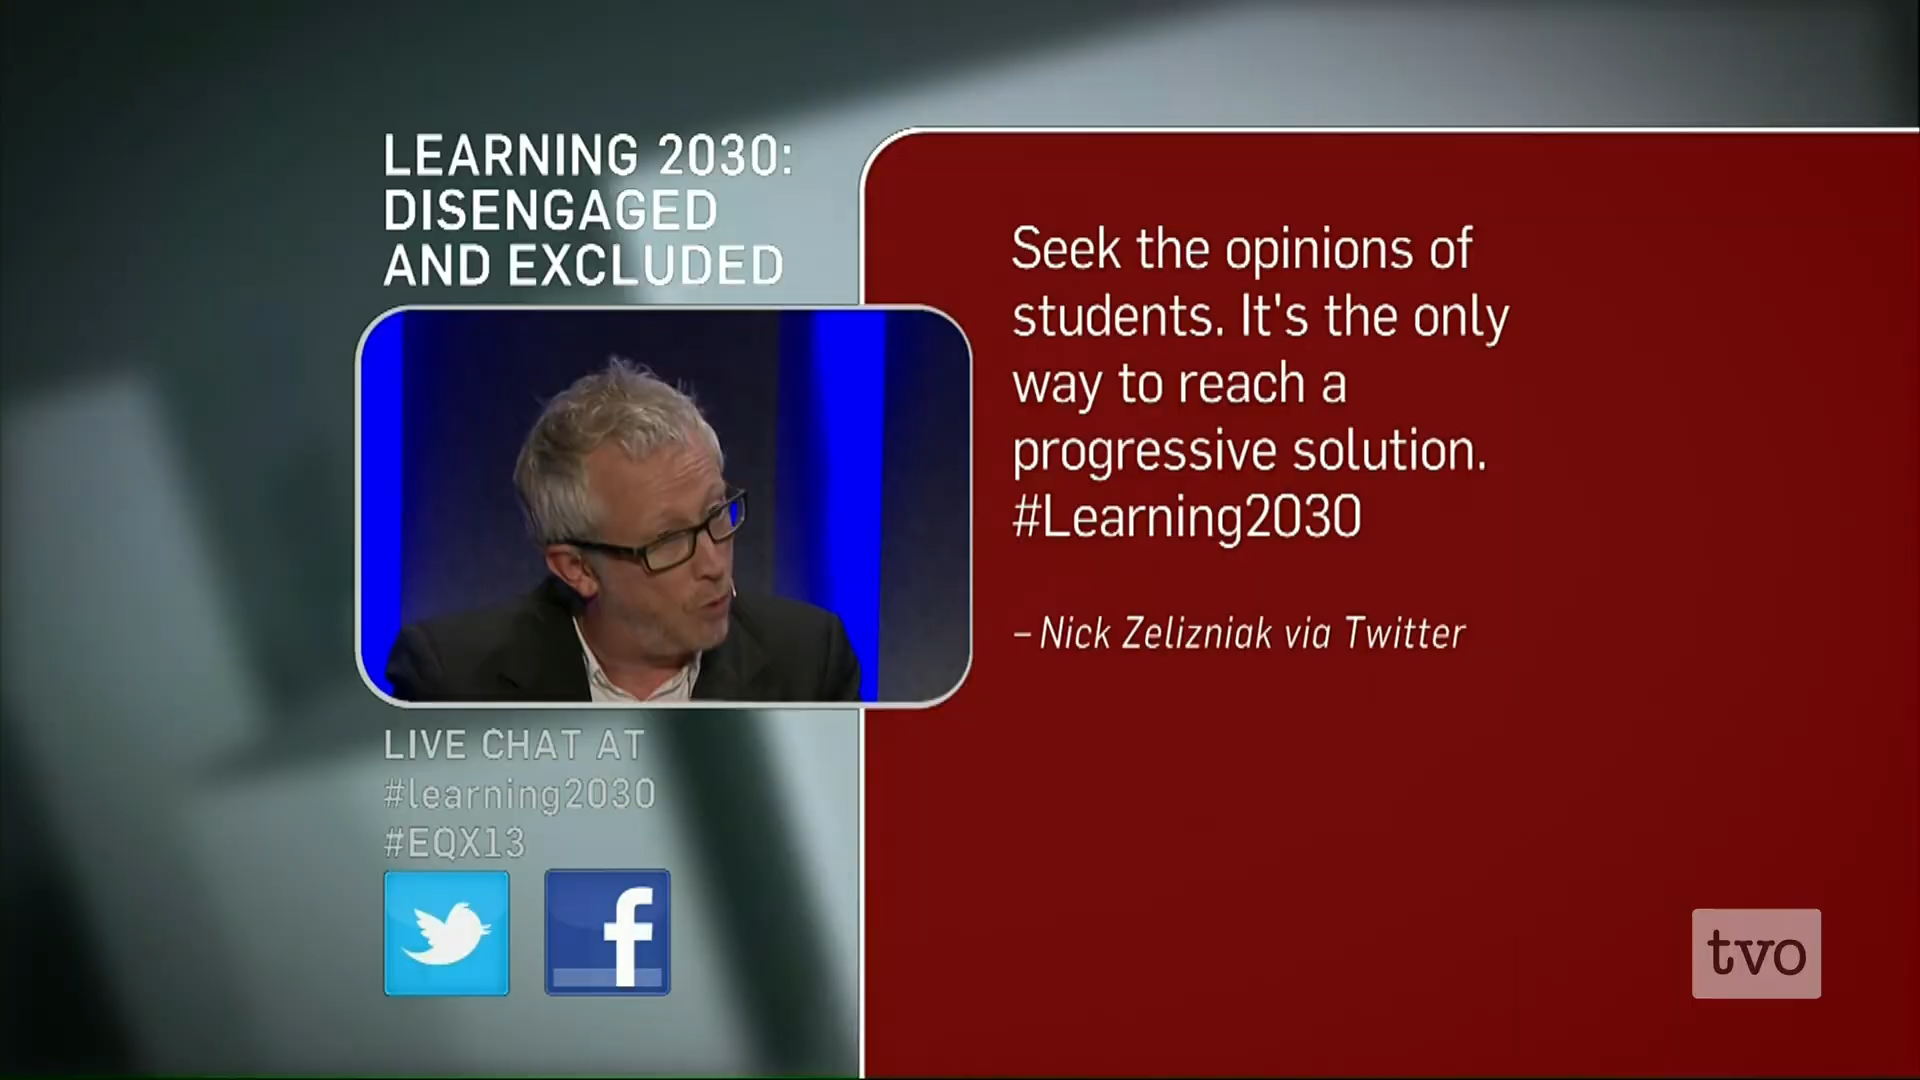 LEARNING 2030:
DISENGAGED
AND EXCLUDED
LIVE CHAT AT
#learning2030
#EQX13
f
Seek the opinions of
students. It's the only
way to reach a
progressive solution.
#Learning2030
– Nick Zelizniak via Twitter
tvo